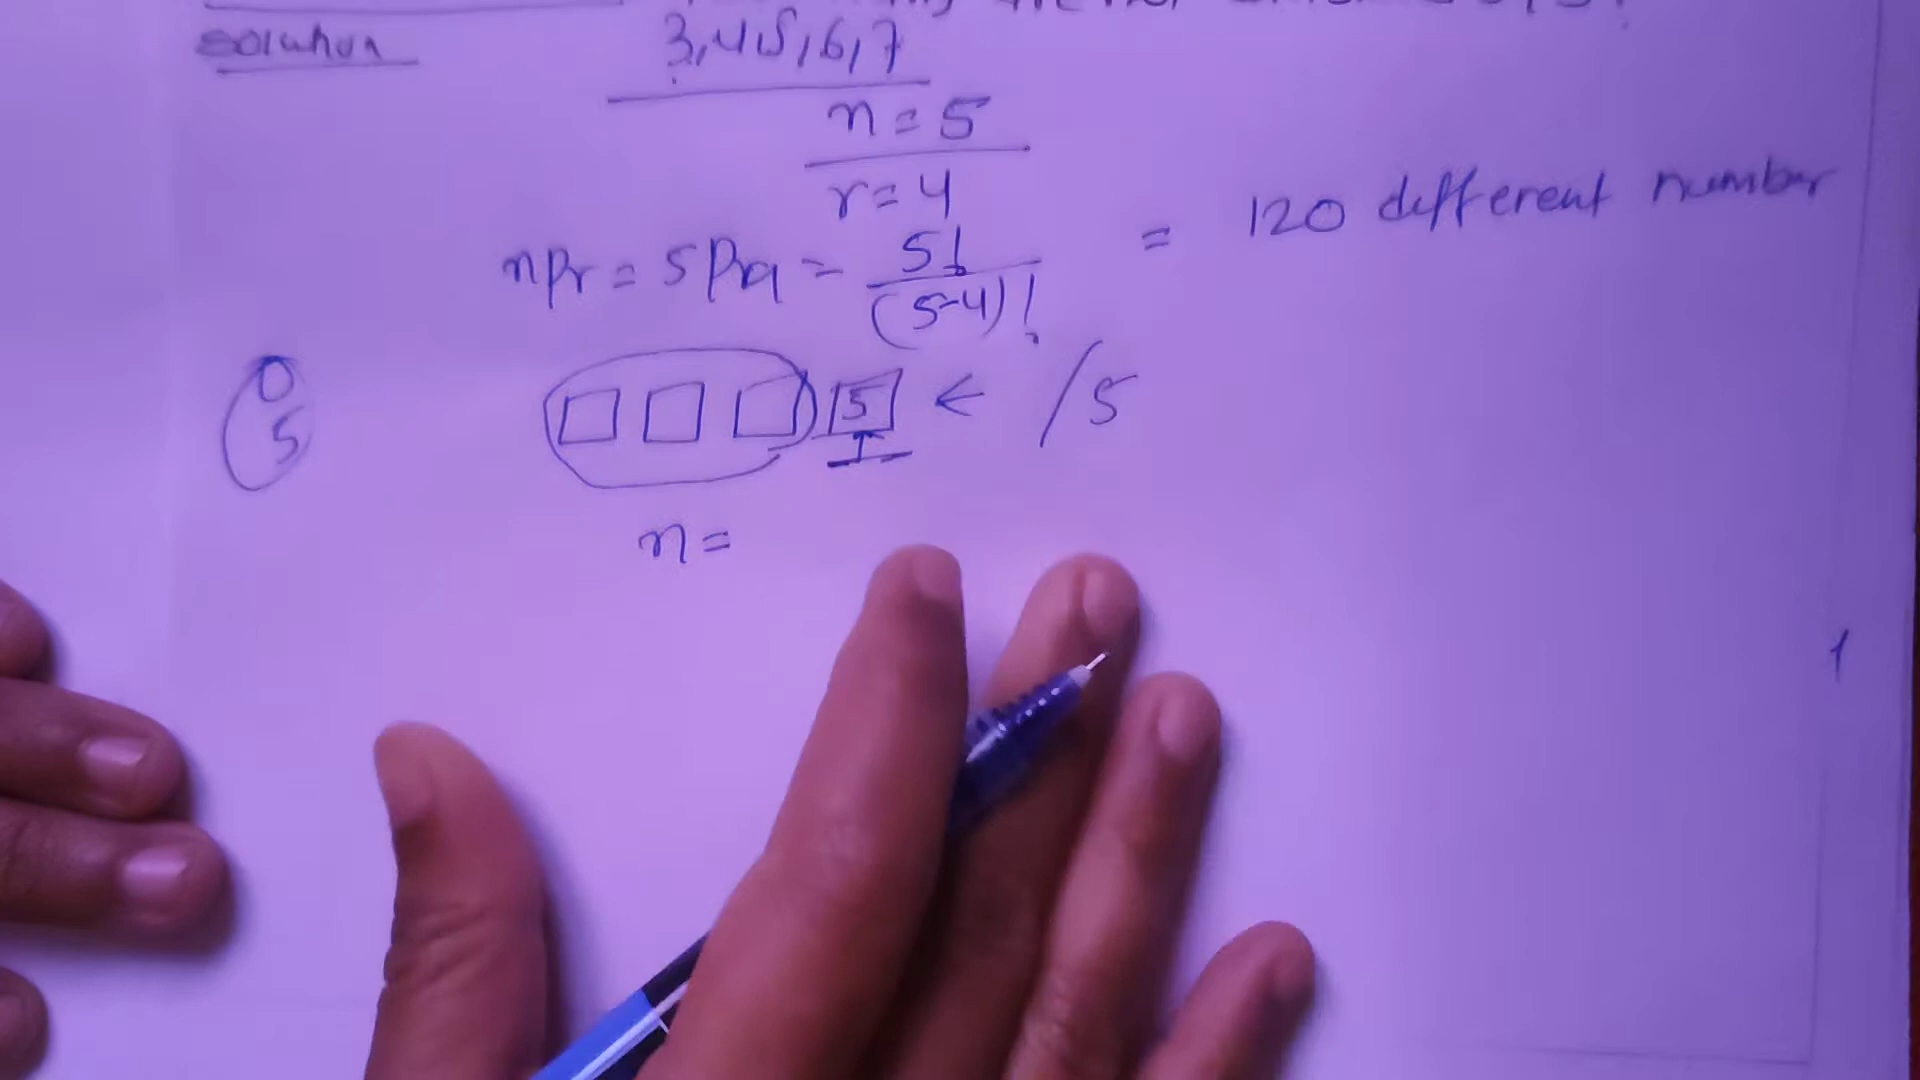 solution
3,4,5,6,7
n = 5
r = 4
nPr = 5P4 = 5! / (5-4)! = 120 different number
0
5
5 ← /5
1
n =